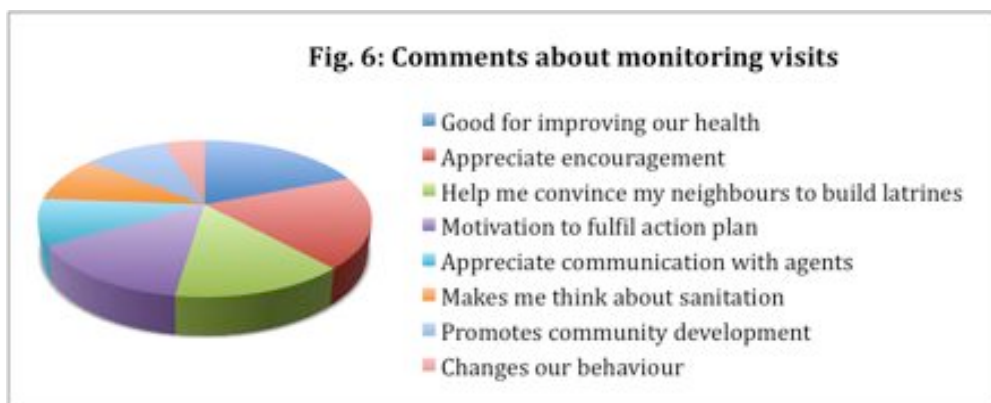 Fig. 6: Comments about monitoring visits
Good for improving our health
Appreciate encouragement
Help me convince my neighbours to build latrines
Motivation to fulfil action plan
Appreciate communication with agents
Makes me think about sanitation
Promotes community development
Changes our behaviour